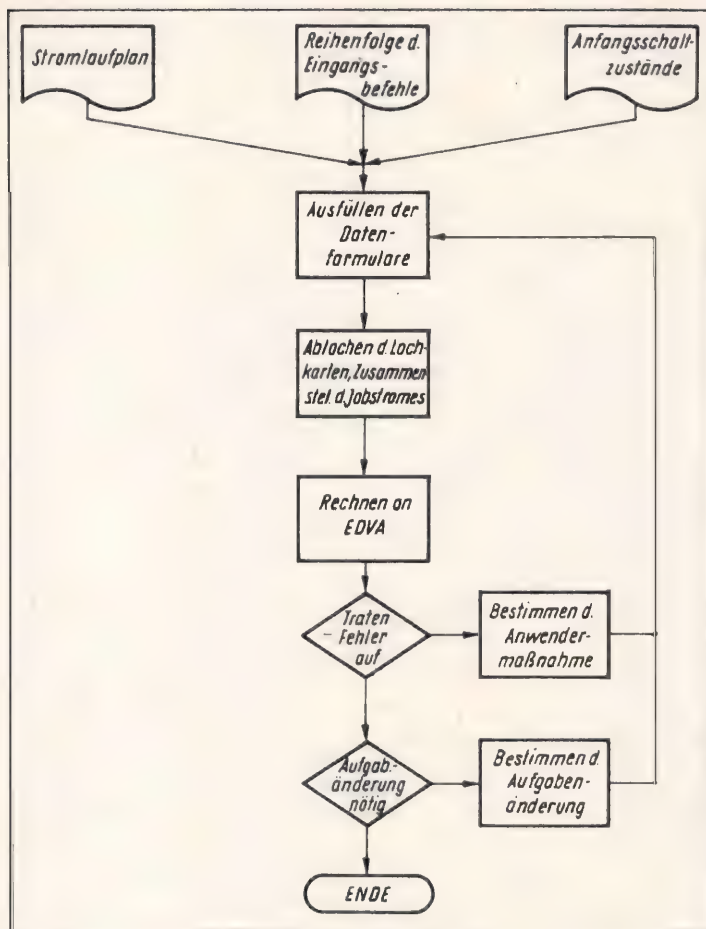 Stromlaufplan
Reihenfolge d.
Eingangs-
befehle
Anfangsschalt-
zustände
Ausfüllen der
Daten-
formulare
Ablochen d. Loch-
karten, Zusammen-
stel. d. Jobstromes
Rechnen an
EDVA
Traten
Fehler
auf
Bestimmen d.
Anwender-
maßnahme
Aufgab.-
änderung
nötig
Bestimmen d.
Aufgaben-
änderung
ENDE